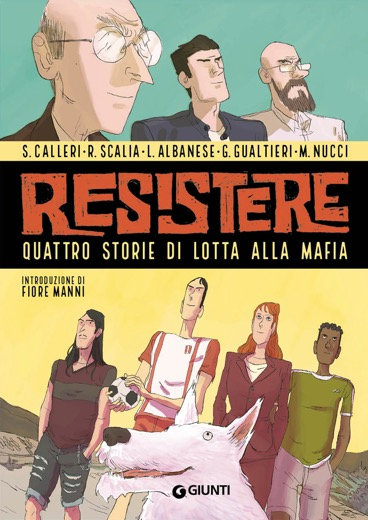 S. CALLERI • R. SCALIA • L. ALBANESE • G. GUALTIERI • M. NUCCI
RESISTERE
QUATTRO STORIE DI LOTTA ALLA MAFIA
INTRODUZIONE DI
FIORE MANNI
GIUNTI